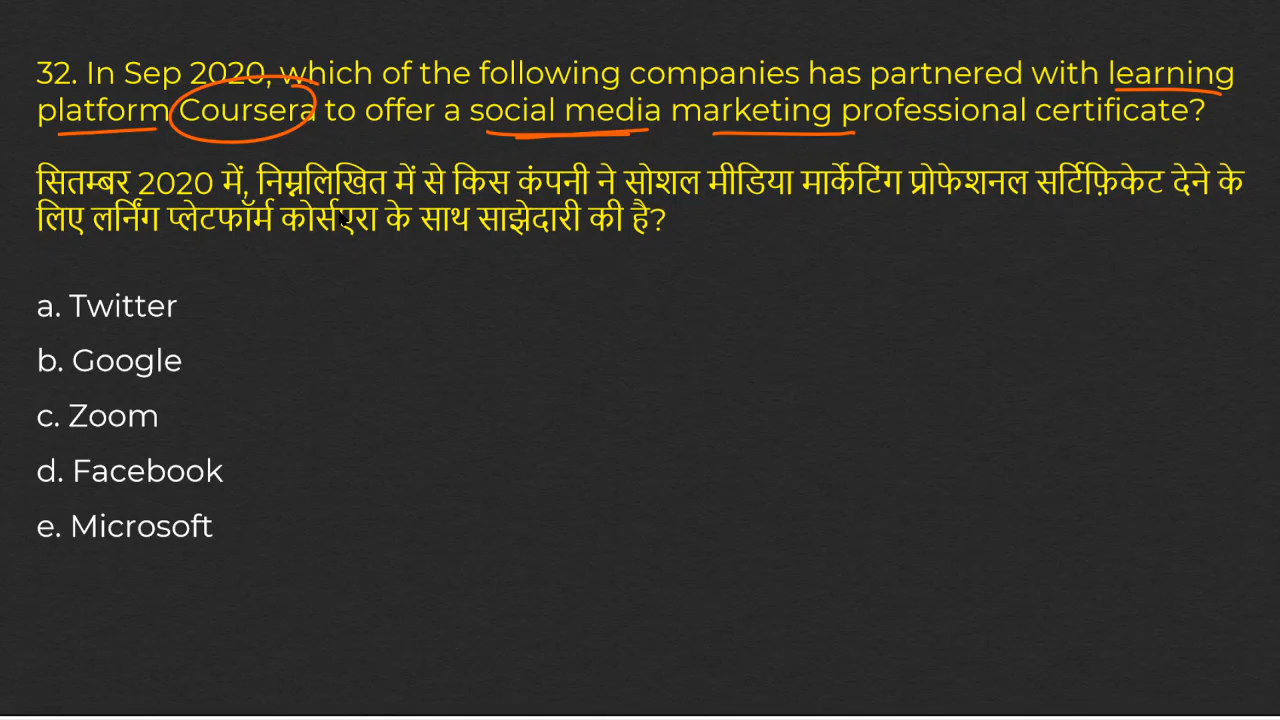 32. In Sep 2020, which of the following companies has partnered with learning
platform Coursera to offer a social media marketing professional certificate?
सितम्बर 2020 में, निम्नलिखित में से किस कंपनी ने सोशल मीडिया मार्केटिंग प्रोफेशनल सर्टिफ़िकेट देने के
लिए लर्निंग प्लेटफॉर्म कोर्सएरा के साथ साझेदारी की है?
a. Twitter
b. Google
c. Zoom
d. Facebook
e. Microsoft